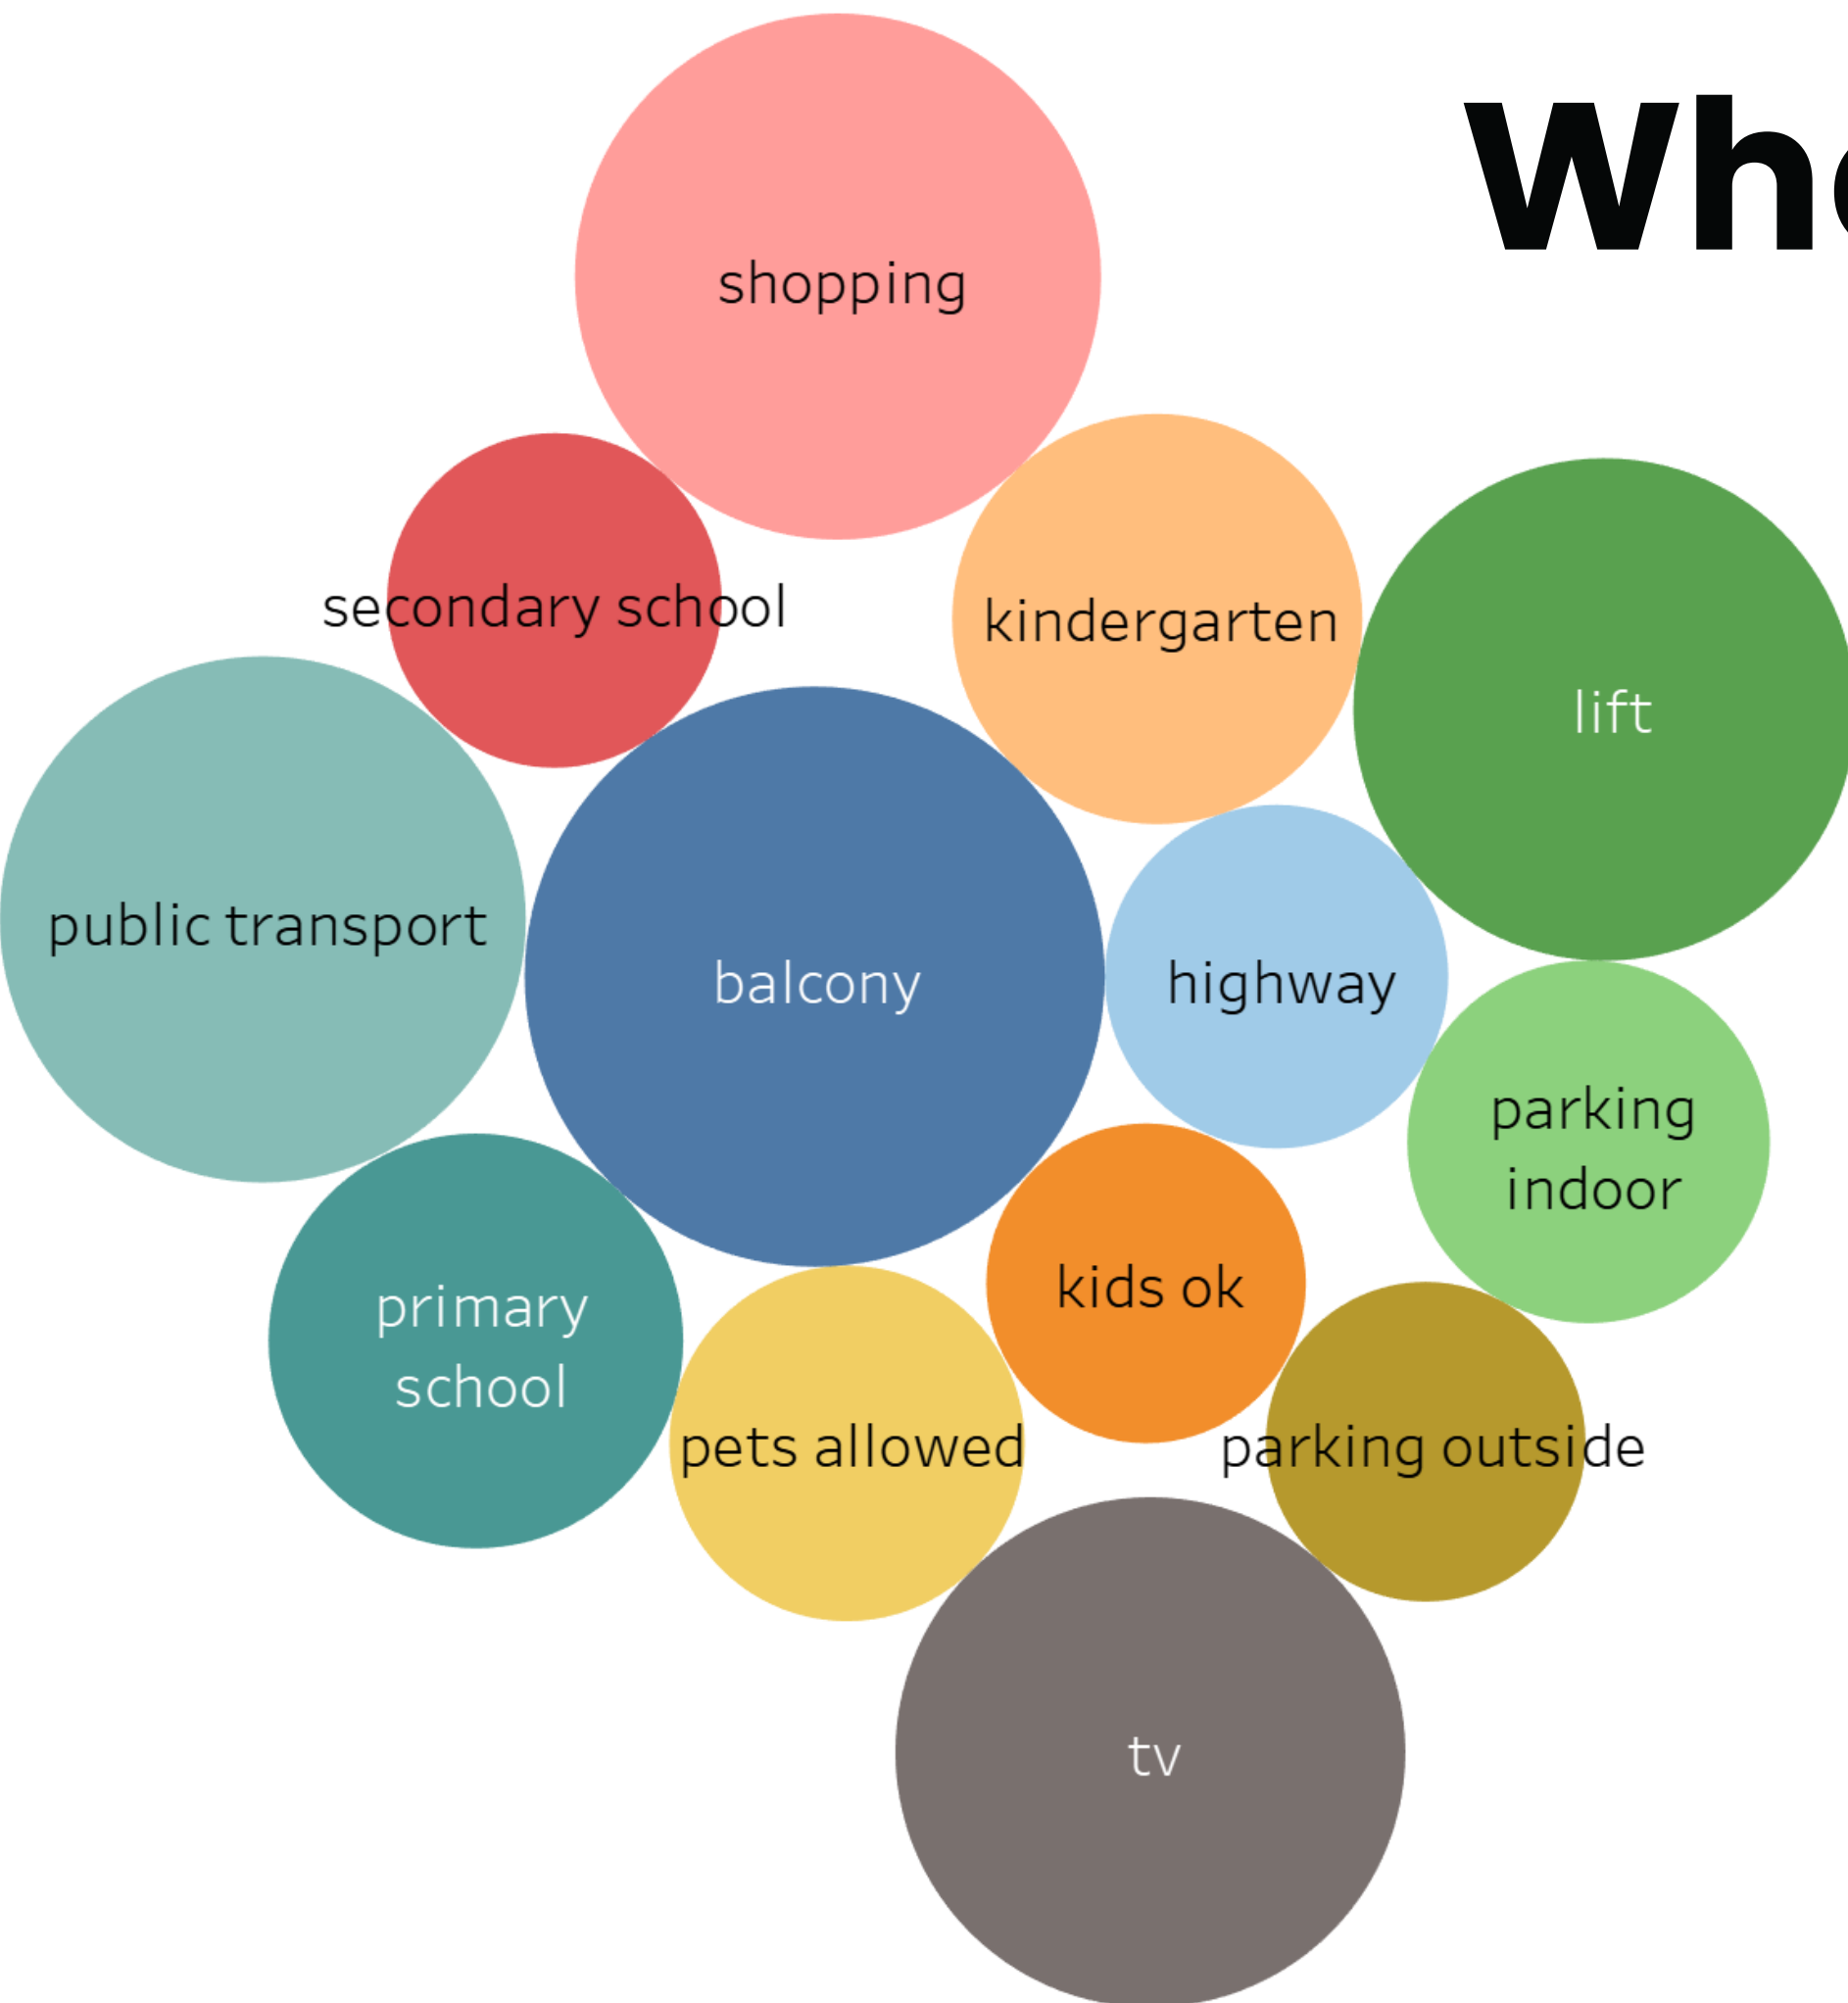 shopping
secondary school
kindergarten
lift
public transport
balcony
highway
parking
indoor
kids ok
primary
school
pets allowed
parking outside
tv